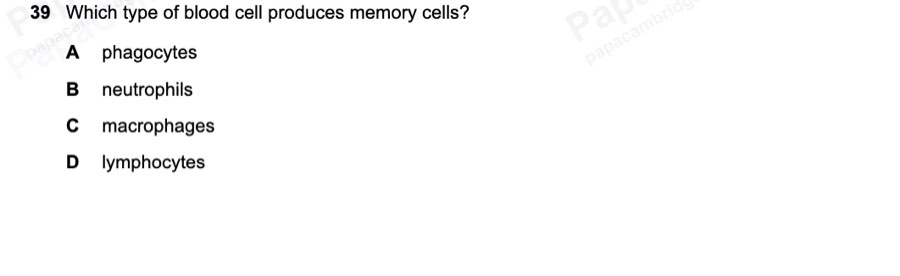 39 Which type of blood cell produces memory cells?
A phagocytes
B neutrophils
C macrophages
D lymphocytes